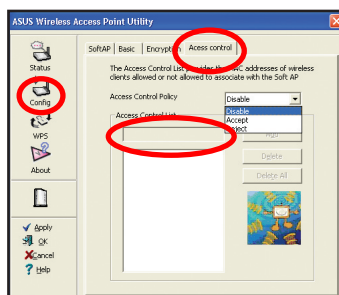 ASUS Wireless Access Point Utility
Status
Config
WPS
About
Apply
OK
Cancel
Help
SoftAP
Basic
Encryption
Acess control
The Access Control List provides the MAC addresses of wireless
clients allowed or not allowed to associate with the Soft AP
Access Control Policy
Disable
Disable
Accept
Reject
Access Control List
Add
Delete
Delete All